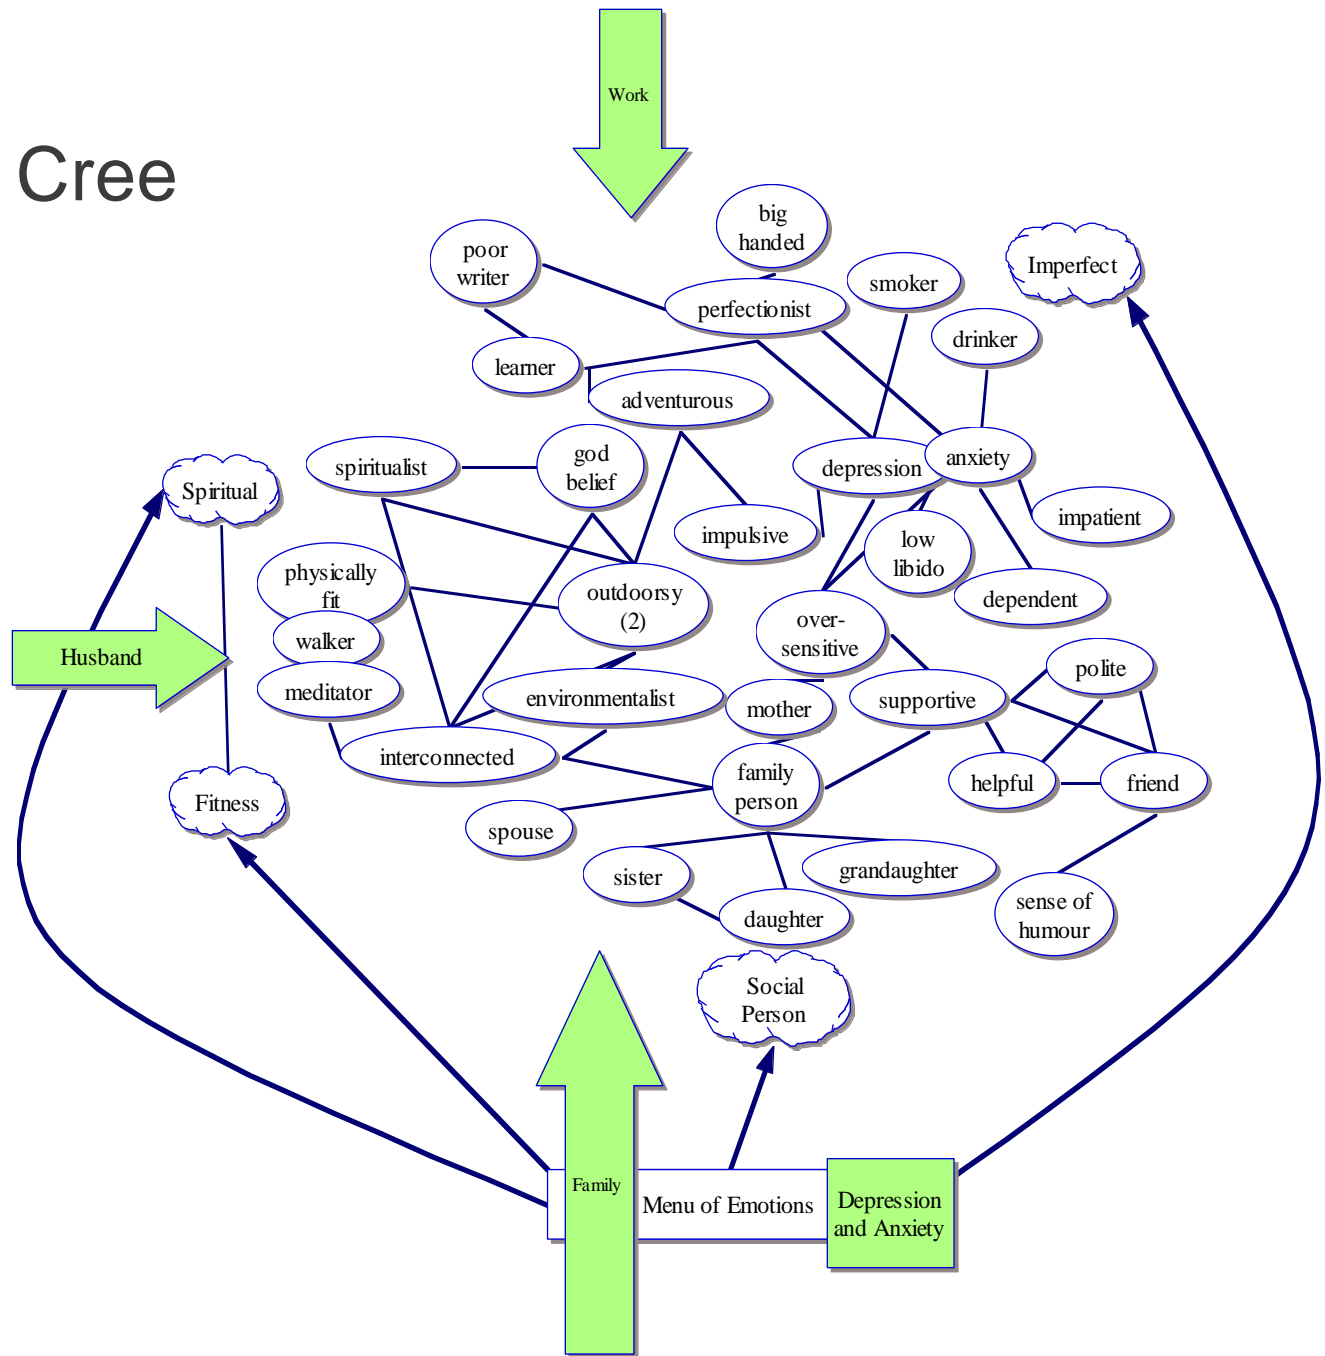 Work
Cree
big
handed
poor
writer
Imperfect
smoker
perfectionist
drinker
learner
adventurous
god
belief
spiritualist
depression
anxiety
Spiritual
impulsive
impatient
low
libido
physically
fit
outdoorsy
(2)
dependent
over-
sensitive
walker
Husband
polite
meditator
environmentalist
mother
supportive
interconnected
family
person
helpful
friend
Fitness
spouse
sister
grandaughter
daughter
sense of
humour
Social
Person
Family
Menu of Emotions
Depression
and Anxiety